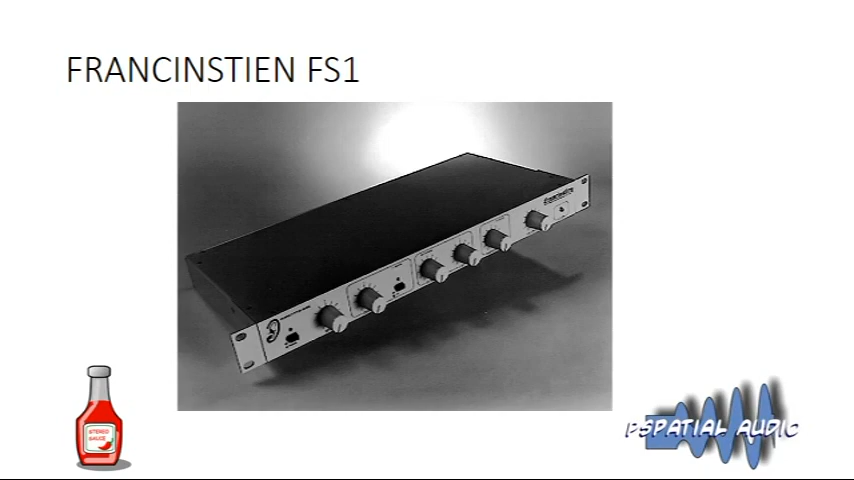 FRANCINSTIEN FS1
STEREO
SAUCE
PSPATIAL AUDIO